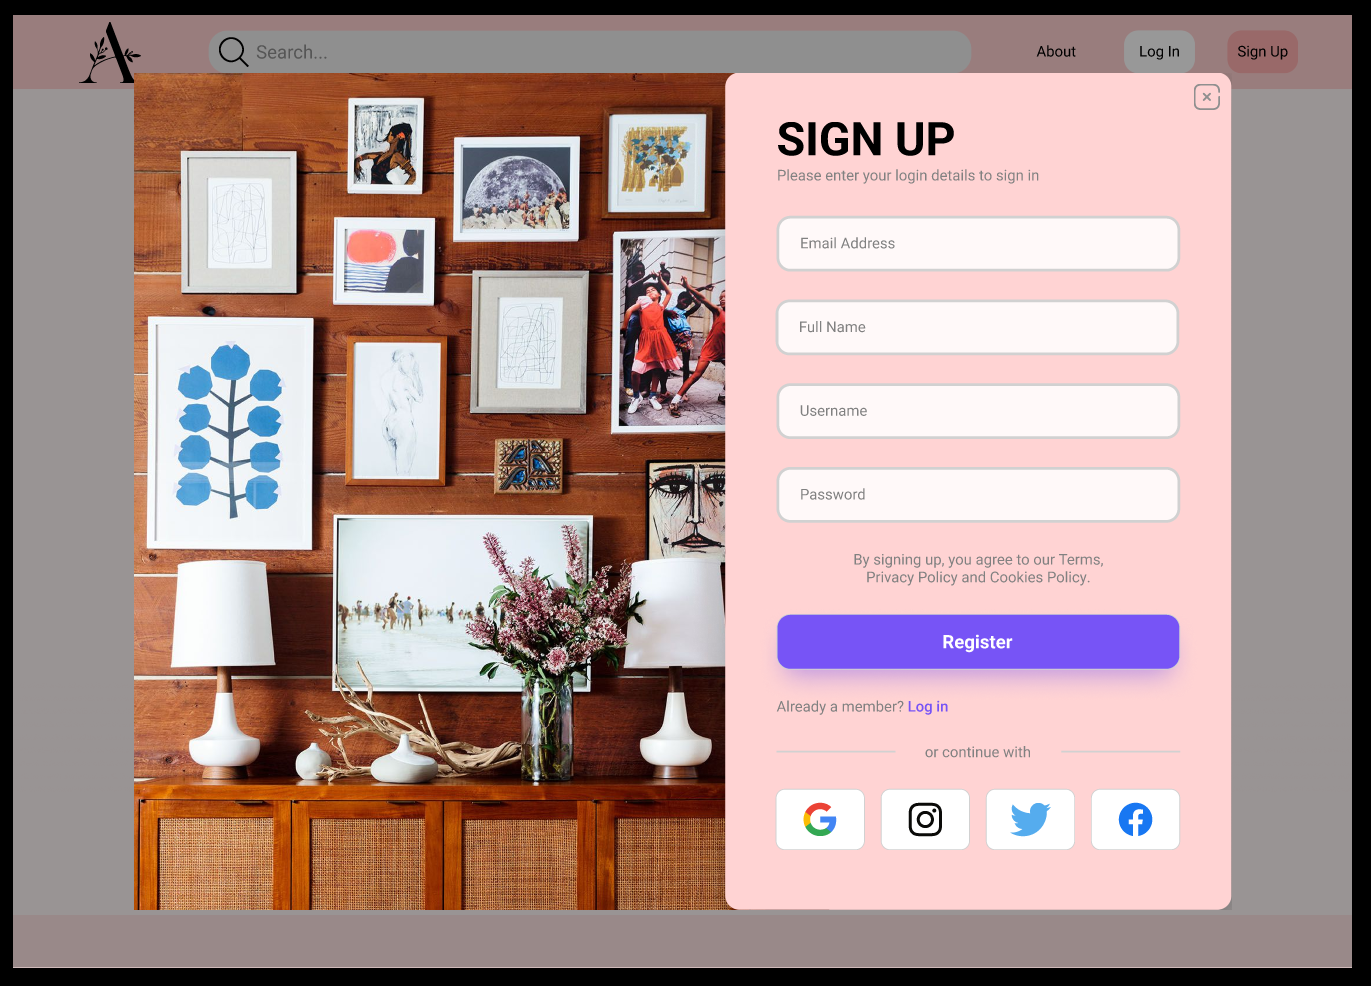 A
Search...
About
Log In
Sign Up
SIGN UP
Please enter your login details to sign in
Email Address
Full Name
Username
Password
By signing up, you agree to our Terms,
Privacy Policy and Cookies Policy.
Register
Already a member? Log in
or continue with